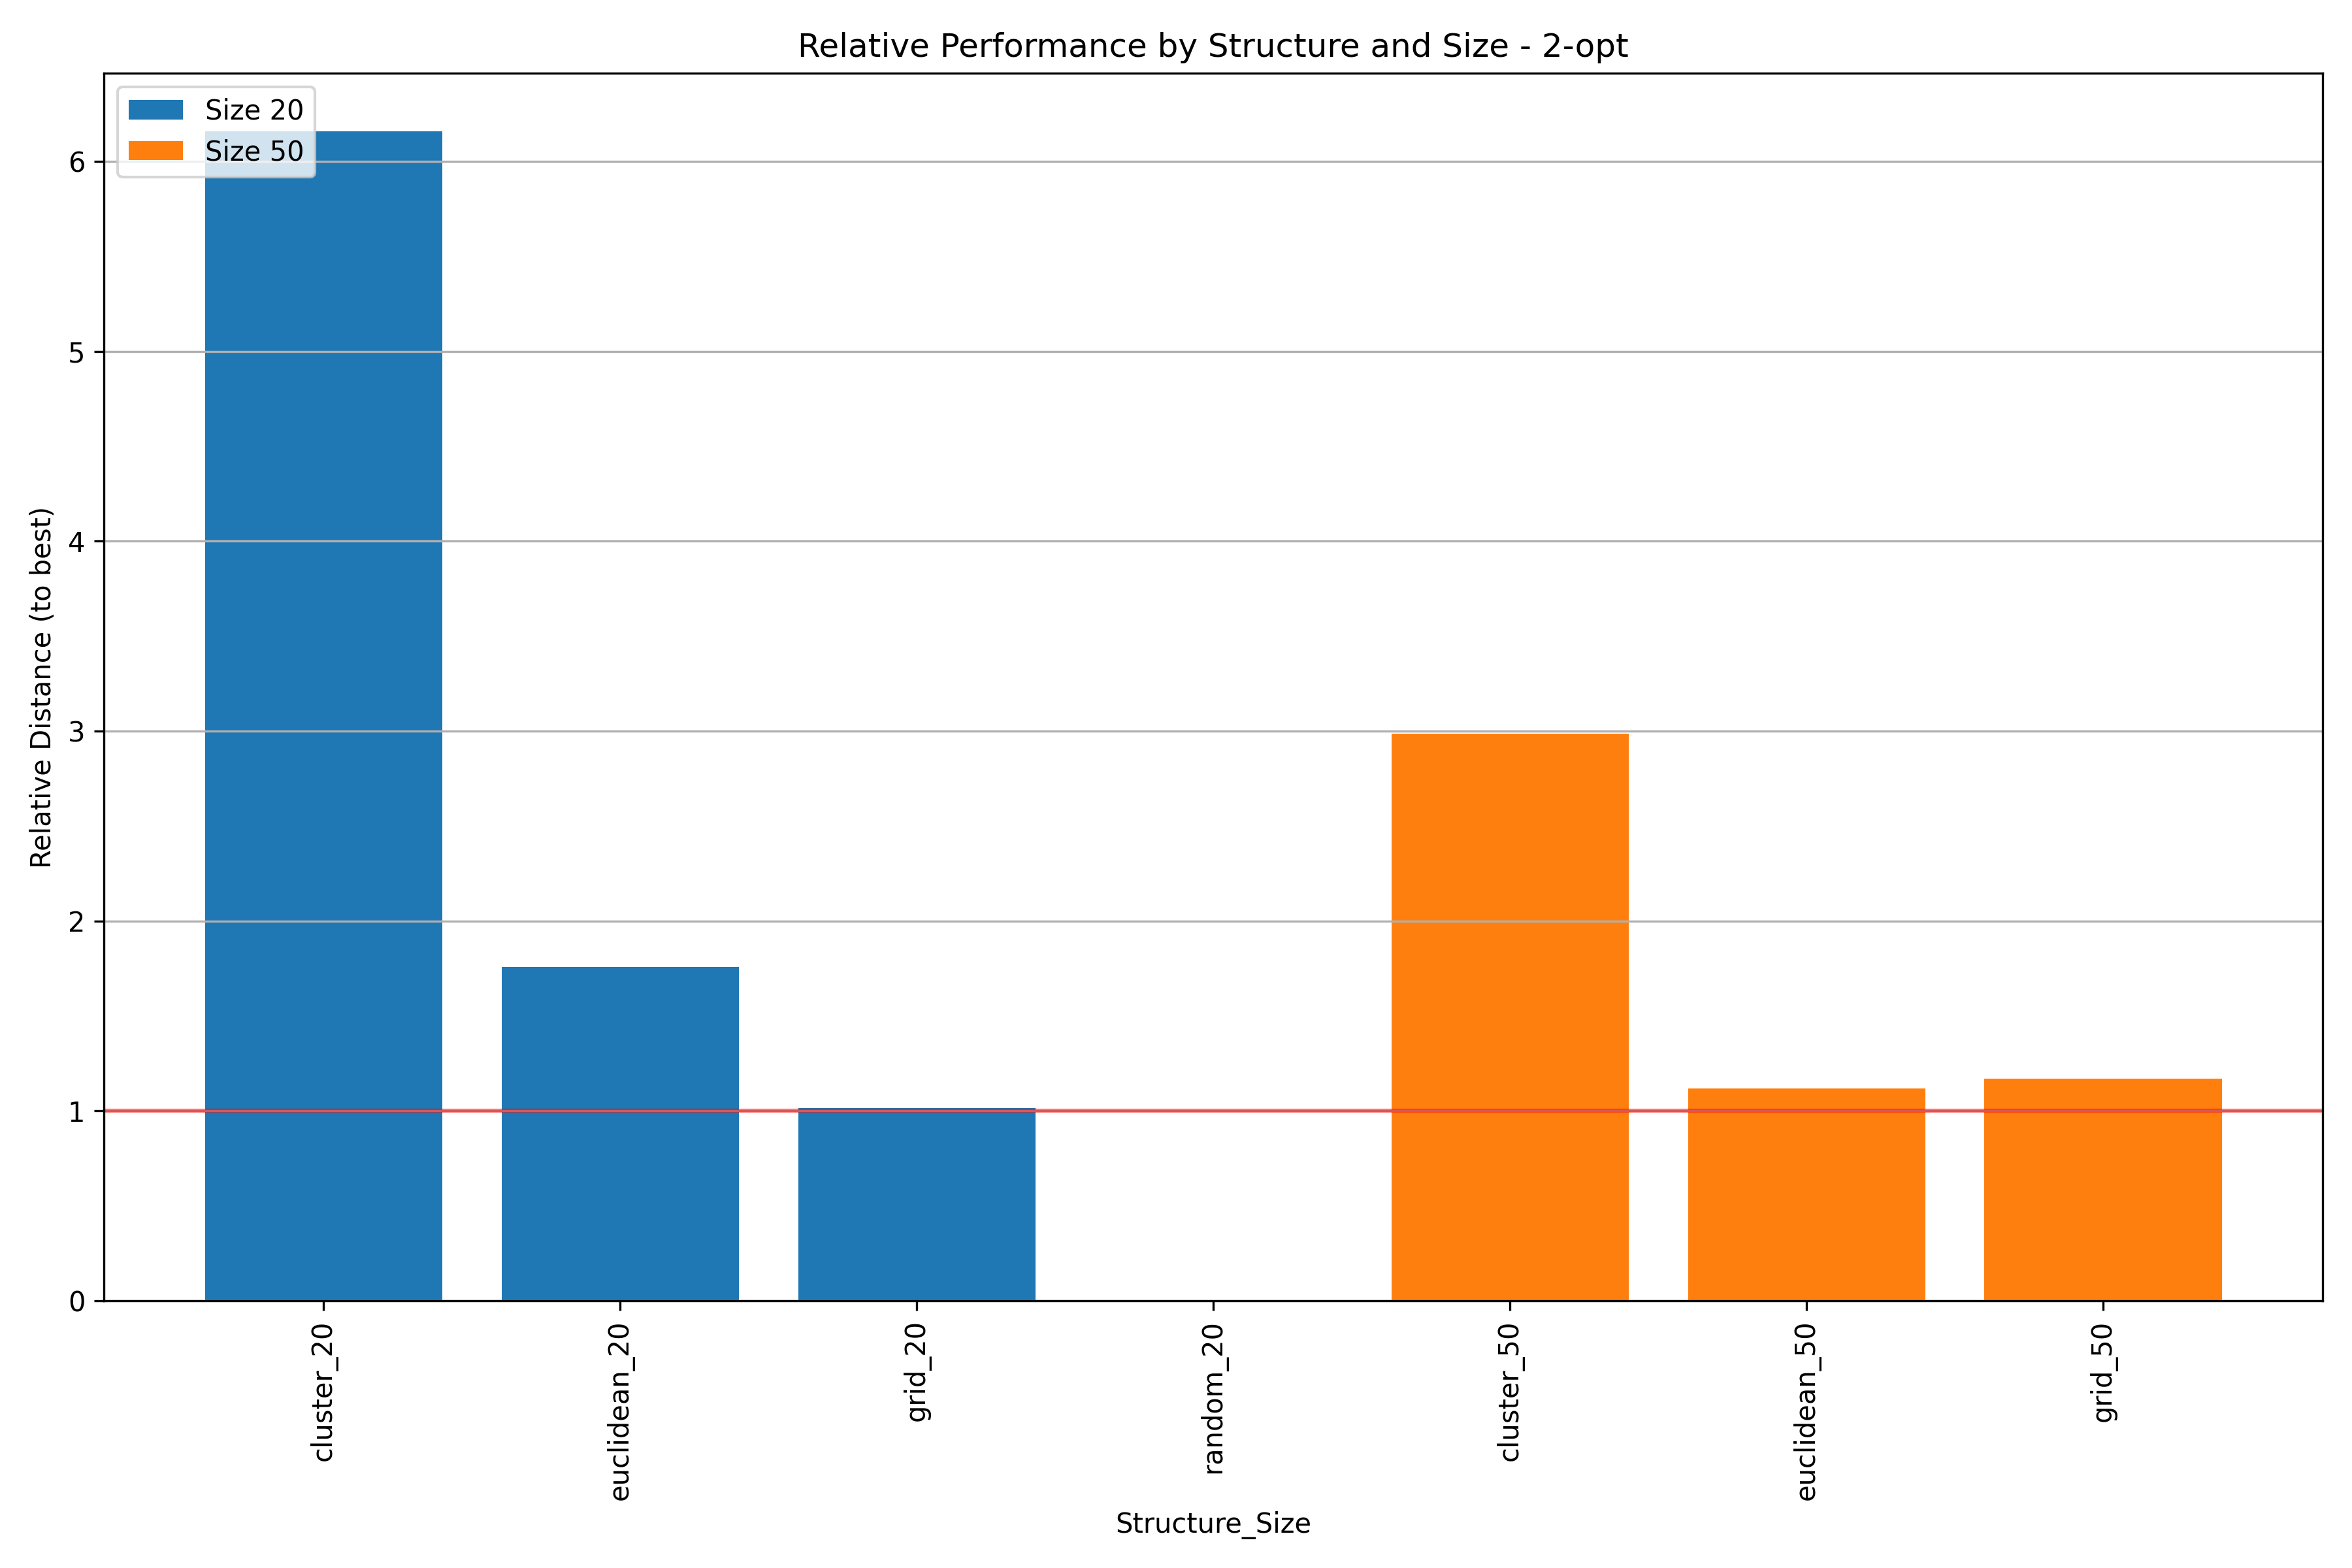 Relative Performance by Structure and Size - 2-opt
Size 20
Size 50
Relative Distance (to best)
6
5
4
3
2
1
0
cluster_20
euclidean_20
grid_20
random_20
cluster_50
euclidean_50
grid_50
Structure_Size